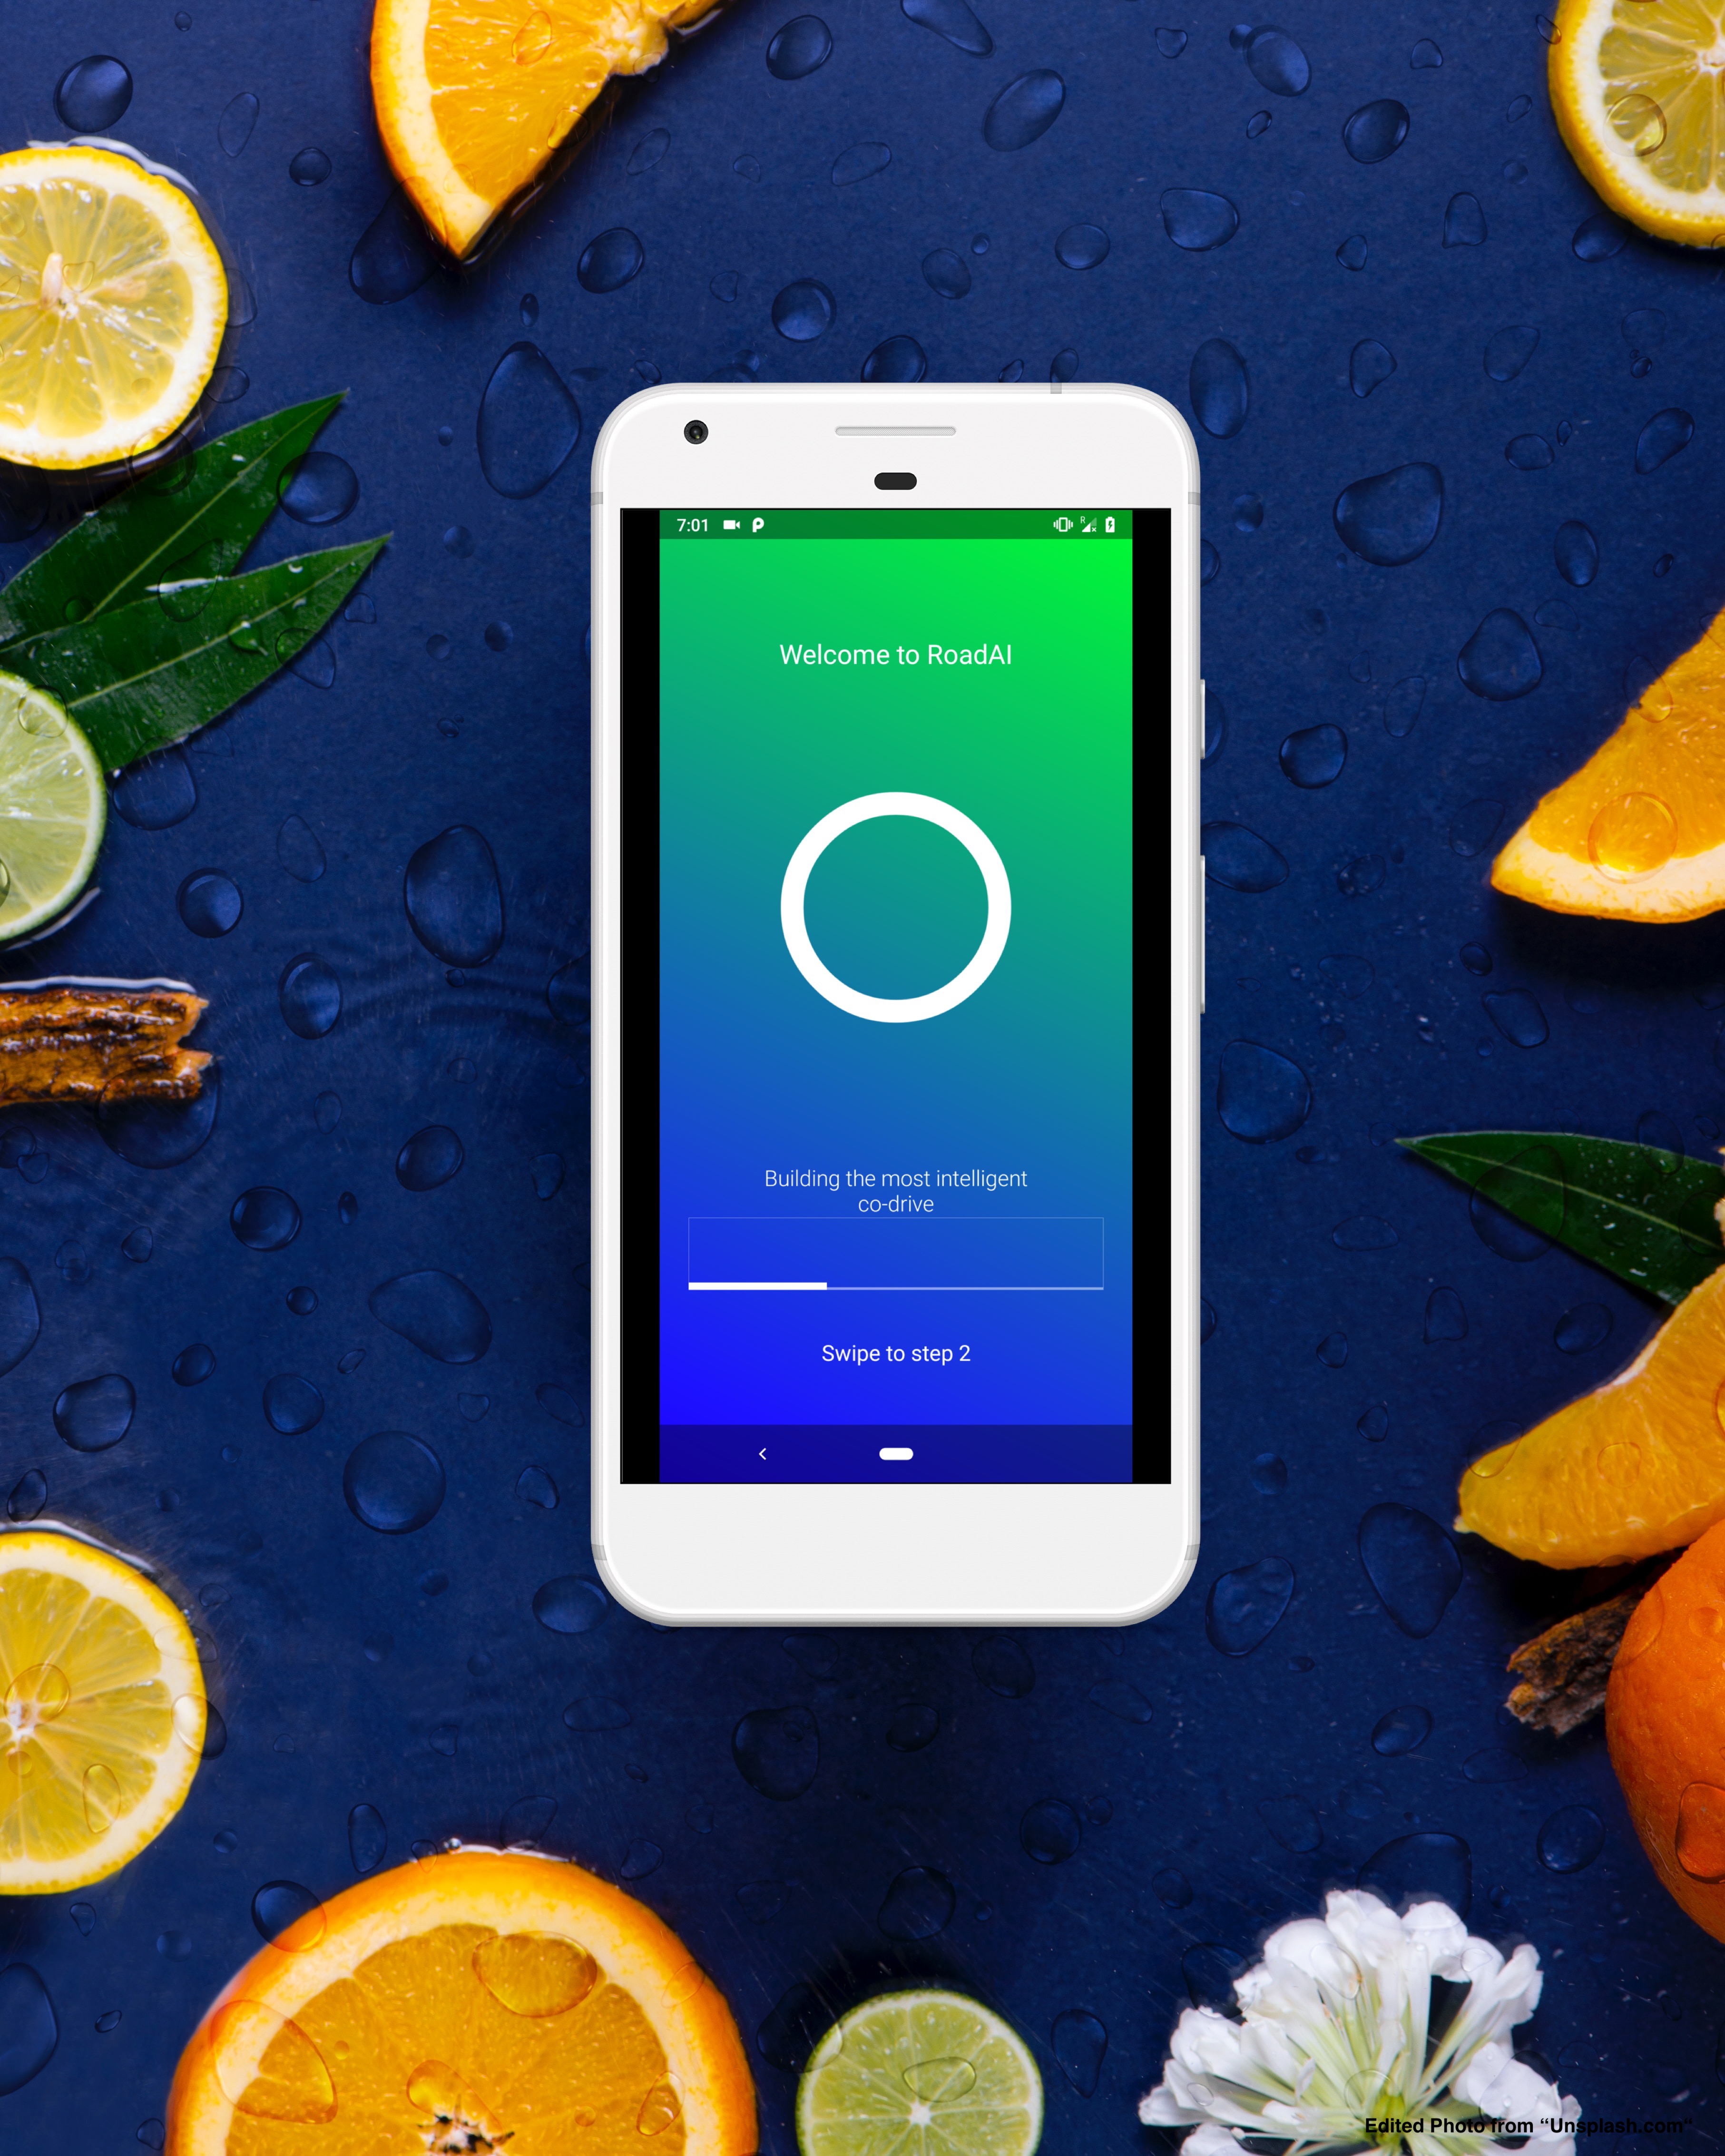 7:01
R
Welcome to RoadAI
Building the most intelligent
co-drive
Swipe to step 2
Edited Photo from “Unsplash.com“